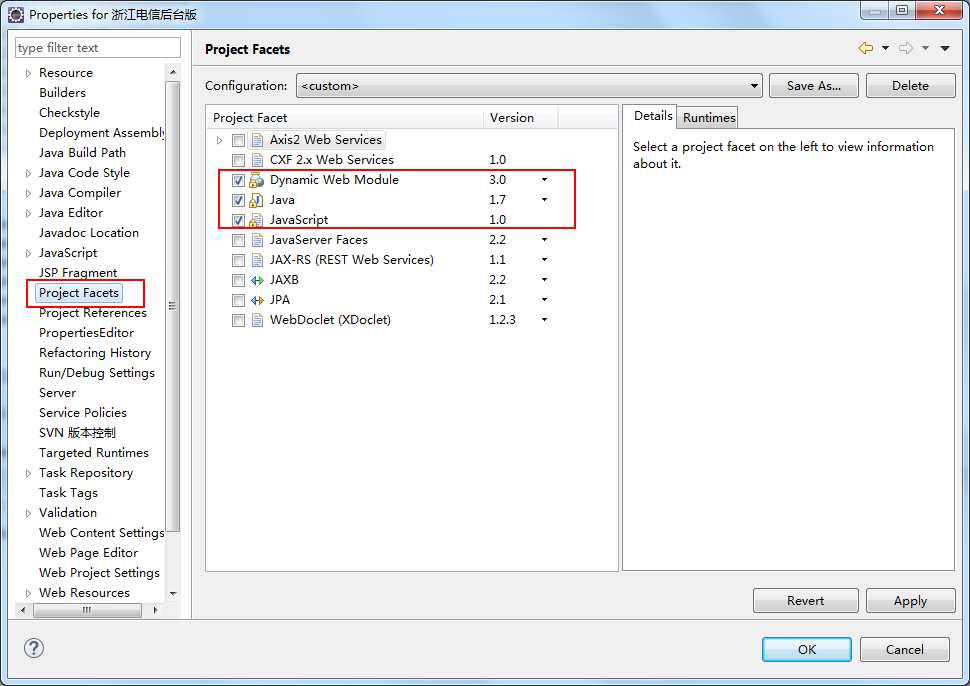 Properties for 浙江电信后台版
type filter text
Resource
Builders
Checkstyle
Deployment Assembly
Java Build Path
Java Code Style
Java Compiler
Java Editor
Javadoc Location
JavaScript
JSP Fragment
Project Facets
Project References
PropertiesEditor
Refactoring History
Run/Debug Settings
Server
Service Policies
SVN 版本控制
Targeted Runtimes
Task Repository
Task Tags
Validation
Web Content Settings
Web Page Editor
Web Project Settings
Web Resources
Project Facets
Configuration: <custom> Save As... Delete
Project Facet Version
Axis2 Web Services
CXF 2.x Web Services 1.0
Dynamic Web Module 3.0
Java 1.7
JavaScript 1.0
JavaServer Faces 2.2
JAX-RS (REST Web Services) 1.1
JAXB 2.2
JPA 2.1
WebDoclet (XDoclet) 1.2.3
Details Runtimes
Select a project facet on the left to view information
about it.
Revert Apply
? OK Cancel